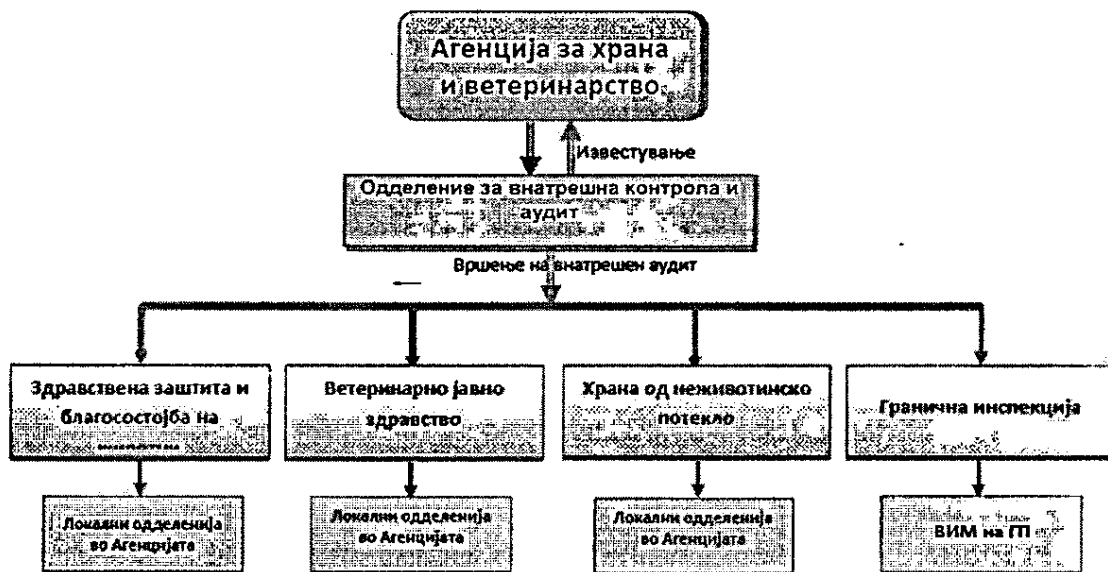 Агенција за храна
и ветеринарство
Известување
Одделение за внатрешна контрола и
аудит
Вршење на внатрешен аудит
Здравствена заштита и
благосостојба на
Ветеринарно јавно
здравство
Храна од неживотинско
потекло
Гранична инспекција
Локални одделенија
во Агенцијата
Локални одделенија
во Агенцијата
Локални одделенија
во Агенцијата
ВИМ на ГП